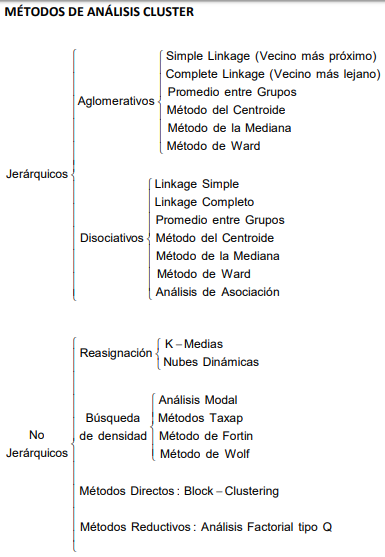 MÉTODOS DE ANÁLISIS CLUSTER
Jerárquicos
Aglomerativos
Simple Linkage (Vecino más próximo)
Complete Linkage (Vecino más lejano)
Promedio entre Grupos
Método del Centroide
Método de la Mediana
Método de Ward
Disociativos
Linkage Simple
Linkage Completo
Promedio entre Grupos
Método del Centroide
Método de la Mediana
Método de Ward
Análisis de Asociación
No
Jerárquicos
Reasignación
K – Medias
Nubes Dinámicas
Búsqueda
de densidad
Análisis Modal
Métodos Taxap
Método de Fortin
Método de Wolf
Métodos Directos : Block – Clustering
Métodos Reductivos : Análisis Factorial tipo Q